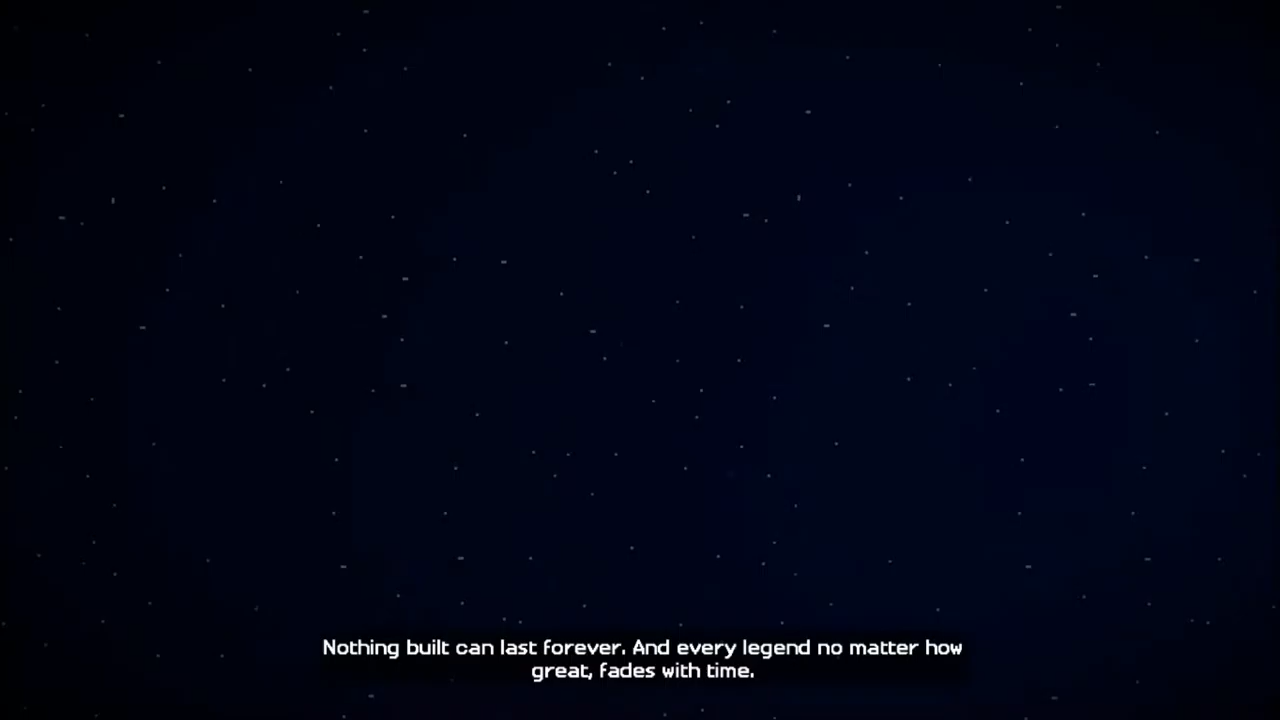 Nothing built can last forever. And every legend no matter how
great, fades with time.